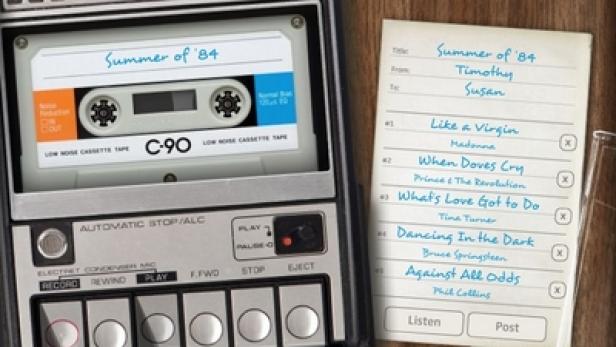 Summer of '84
Noise
Reduction
IN
OUT
Normal Bias
120µs EQ
LOW NOISE CASSETTE TAPE
C-90
LOW NOISE CASSETTE TAPE
AUTOMATIC STOP/ALC
PLAY
PAUSE
ELECTRET CONDENSER MIC
RECORD
REWIND
PLAY
F.FWD
STOP
EJECT
Title: Summer of '84
From: Timothy
To: Susan
#1 Like a Virgin X
Madonna
#2 When Doves Cry X
Prince & The Revolution
#3 What's Love Got to Do X
Tina Turner
#4 Dancing In the Dark X
Bruce Springsteen
#5 Against All Odds X
Phil Collins
Listen
Post